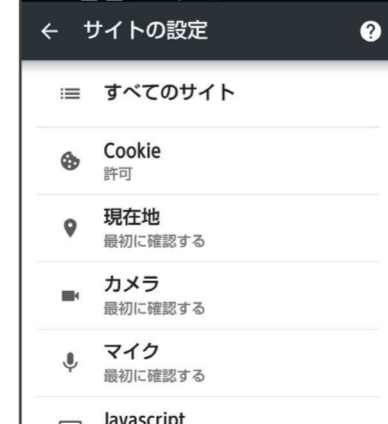 サイトの設定
?
すべてのサイト
Cookie
許可
現在地
最初に確認する
カメラ
最初に確認する
マイク
最初に確認する
Javascript